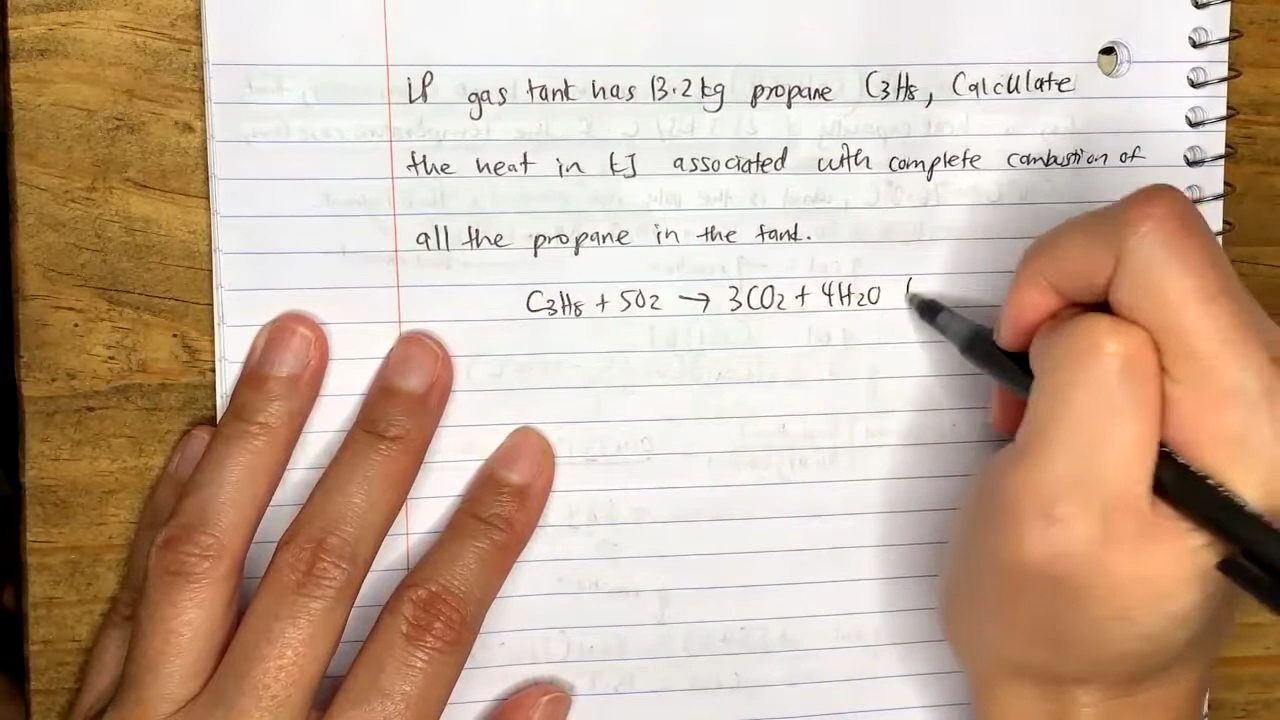 if gas tank has 13.2 kg propane C3H8, Calculate
the heat in kJ associated with complete combustion of
all the propane in the tank.
C3H8 + 5O2 → 3CO2 + 4H2O (